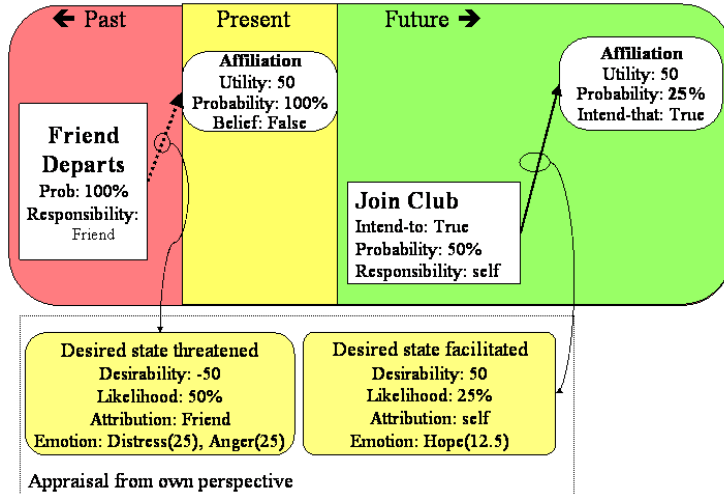 ← Past
Present
Future →
Affiliation
Utility: 50
Probability: 100%
Belief: False
Affiliation
Utility: 50
Probability: 25%
Intend-that: True
Friend
Departs
Prob: 100%
Responsibility:
Friend
Join Club
Intend-to: True
Probability: 50%
Responsibility: self
Desired state threatened
Desirability: -50
Likelihood: 50%
Attribution: Friend
Emotion: Distress(25), Anger(25)
Desired state facilitated
Desirability: 50
Likelihood: 25%
Attribution: self
Emotion: Hope(12.5)
Appraisal from own perspective